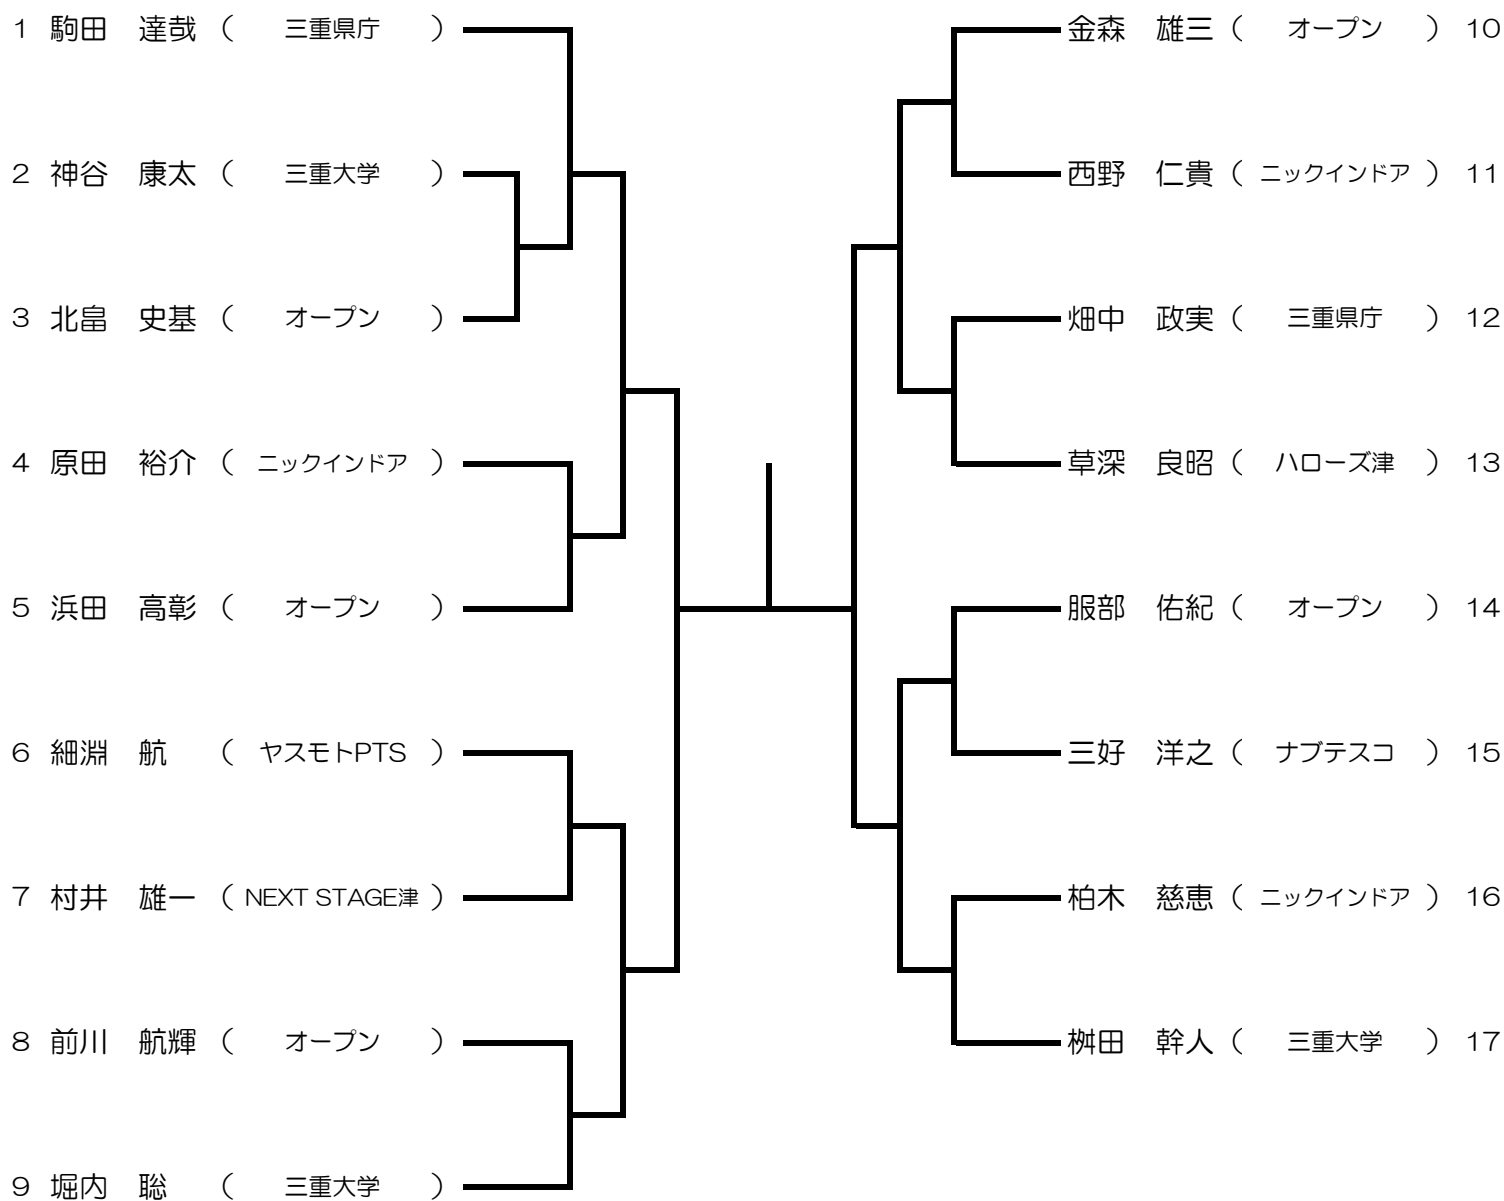 1 駒田　達哉 （ 三重県庁 ）
2 神谷　康太 （ 三重大学 ）
3 北畠　史基 （ オープン ）
4 原田　裕介 （ ニックインドア ）
5 浜田　高彰 （ オープン ）
6 細淵　航 （ ヤスモトPTS ）
7 村井　雄一 （ NEXT STAGE津 ）
8 前川　航輝 （ オープン ）
9 堀内　聡 （ 三重大学 ）
金森　雄三 （ オープン ） 10
西野　仁貴 （ ニックインドア ） 11
畑中　政実 （ 三重県庁 ） 12
草深　良昭 （ ハローズ津 ） 13
服部　佑紀 （ オープン ） 14
三好　洋之 （ ナブテスコ ） 15
柏木　慈恵 （ ニックインドア ） 16
桝田　幹人 （ 三重大学 ） 17